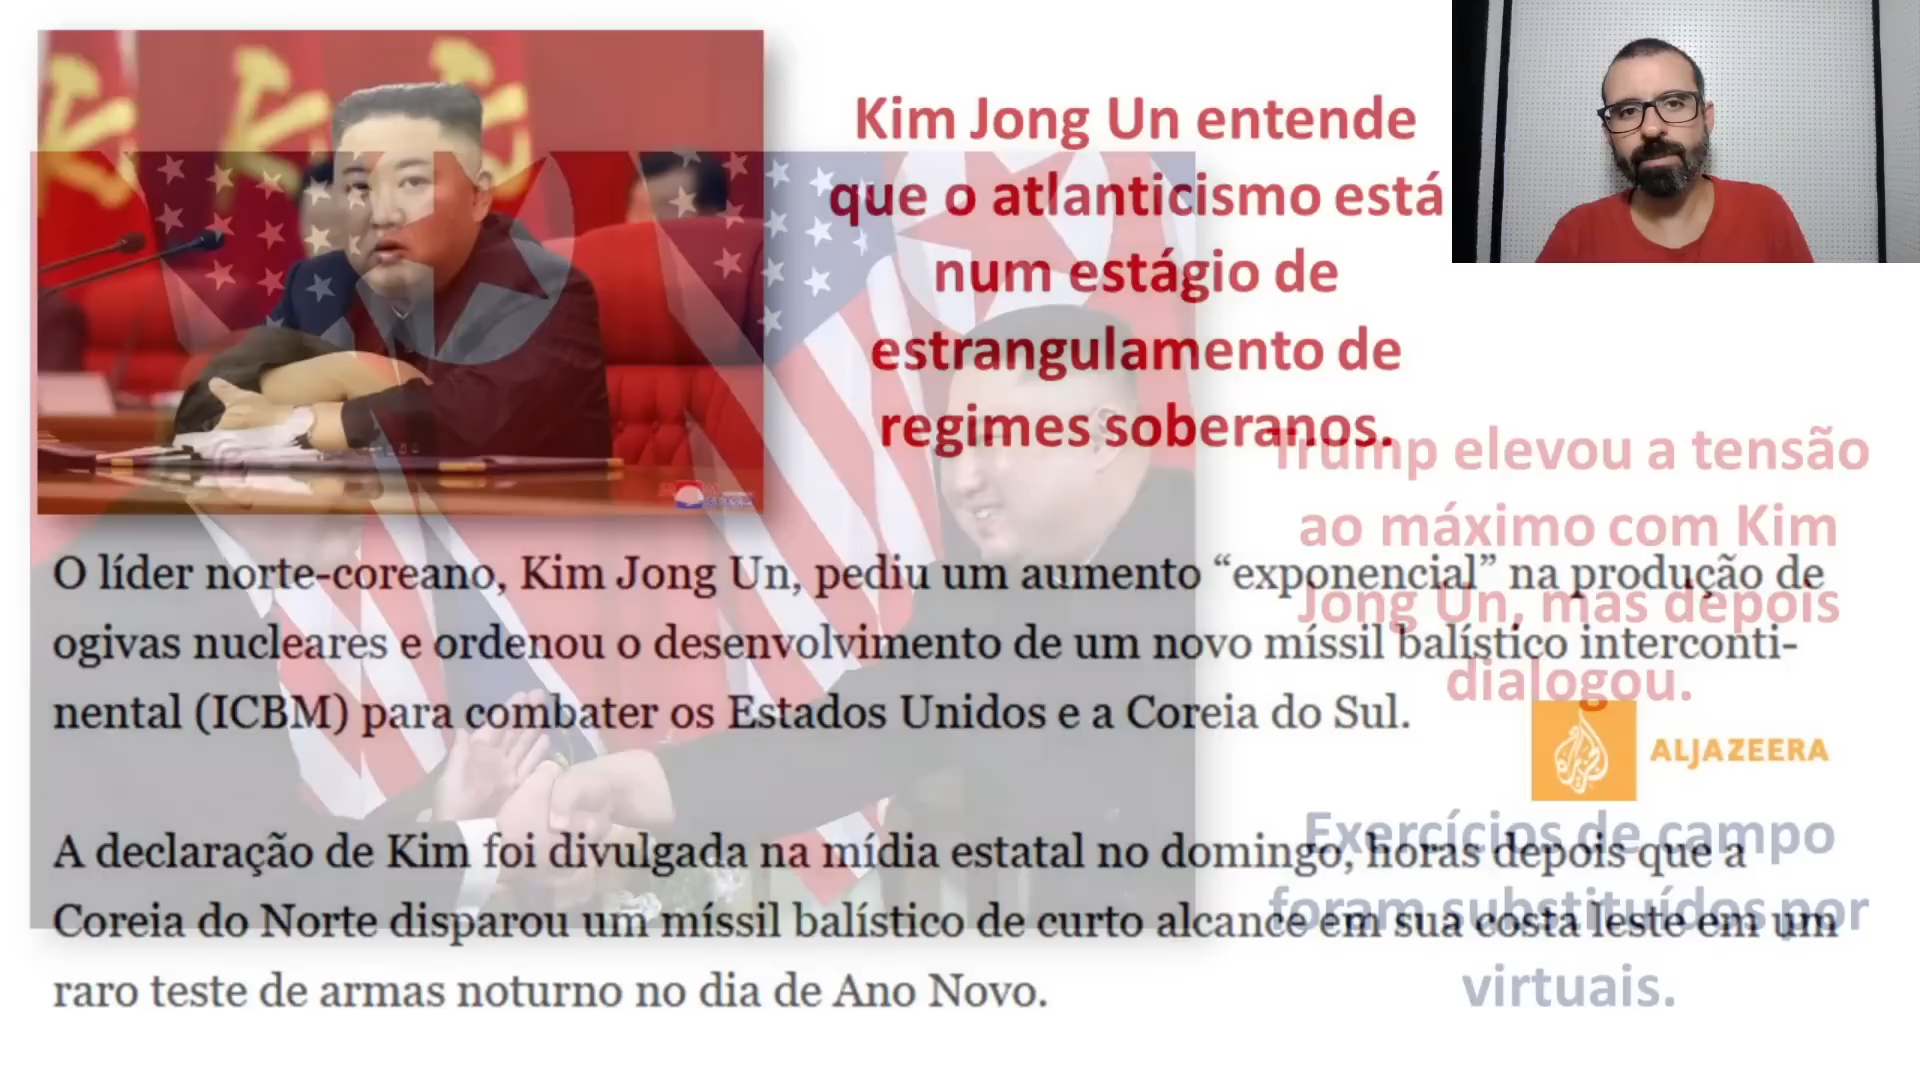 Kim Jong Un entende
que o atlanticismo está
num estágio de
estrangulamento de
regimes soberanos.
Trump elevou a tensão
ao máximo com Kim
Jong Un, mas depois
dialogou.
O líder norte-coreano, Kim Jong Un, pediu um aumento “exponencial” na produção de
ogivas nucleares e ordenou o desenvolvimento de um novo míssil balístico interconti-
nental (ICBM) para combater os Estados Unidos e a Coreia do Sul.
ALJAZEERA
Exercícios de campo
foram substituídos por
virtuais.
A declaração de Kim foi divulgada na mídia estatal no domingo, horas depois que a
Coreia do Norte disparou um míssil balístico de curto alcance em sua costa leste em um
raro teste de armas noturno no dia de Ano Novo.